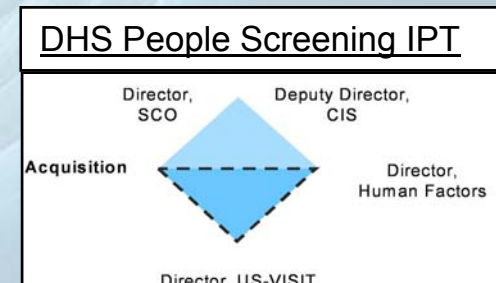 DHS People Screening IPT
Director,
SCO
Deputy Director,
CIS
Acquisition
Director,
Human Factors
Director, US-VISIT